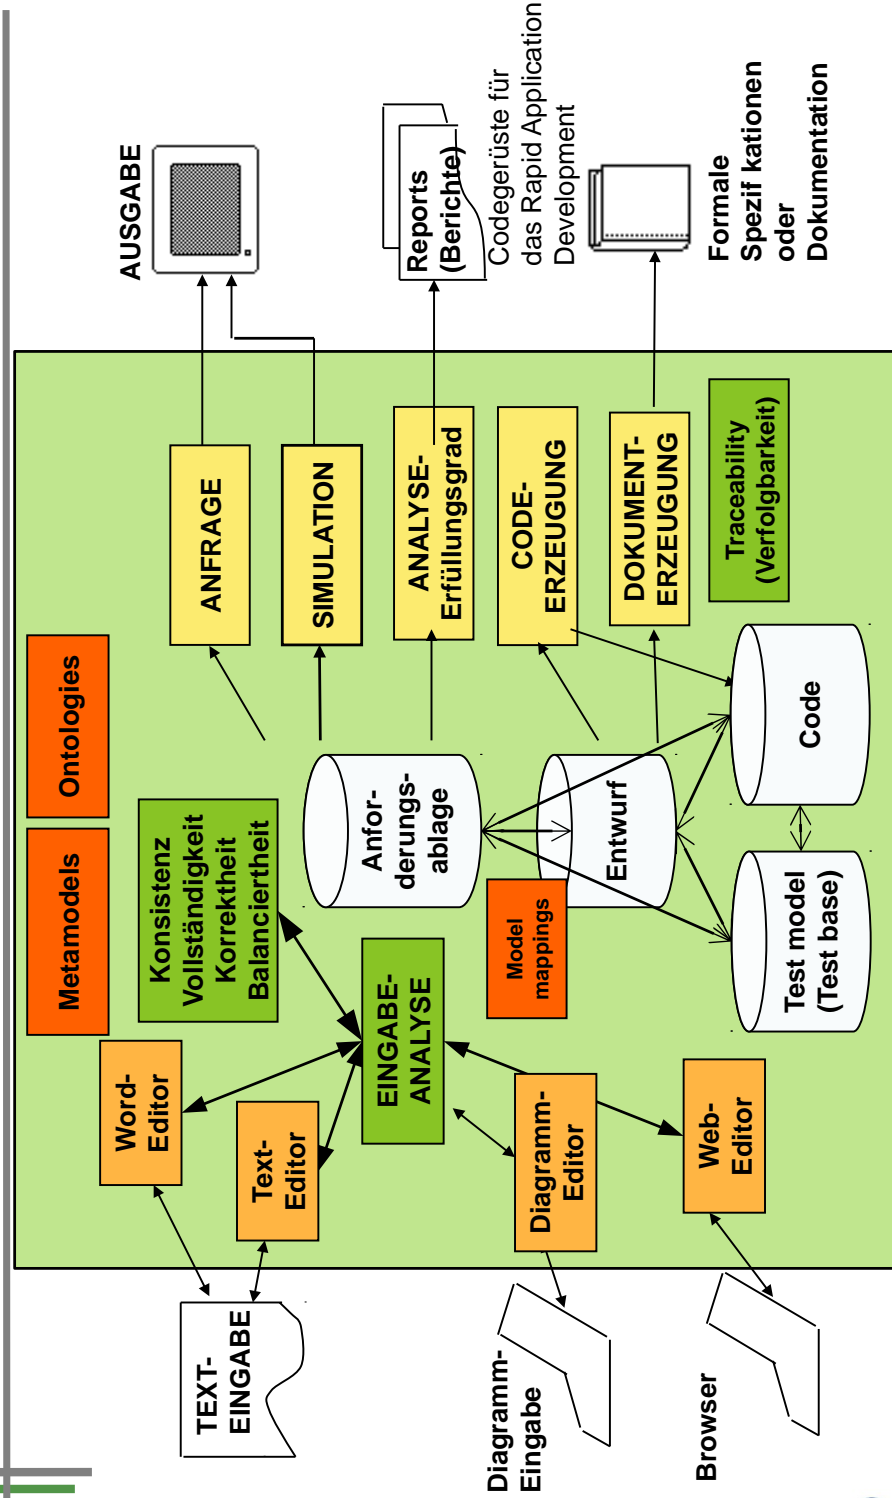 Metamodels
Ontologies
TEXT-
EINGABE
Word-
Editor
Text-
Editor
Konsistenz
Vollständigkeit
Korrektheit
Balanciertheit
ANFRAGE
SIMULATION
AUSGABE
EINGABE-
ANALYSE
Anfor-
derungs-
ablage
ANALYSE-
Erfüllungsgrad
Reports
(Berichte)
Diagramm-
Eingabe
Diagramm-
Editor
Model
mappings
Entwurf
CODE-
ERZEUGUNG
Codegerüste für
das Rapid Application
Development
DOKUMENT-
ERZEUGUNG
Browser
Web-
Editor
Test model
(Test base)
Code
Traceability
(Verfolgbarkeit)
Formale
Spezif kationen
oder
Dokumentation